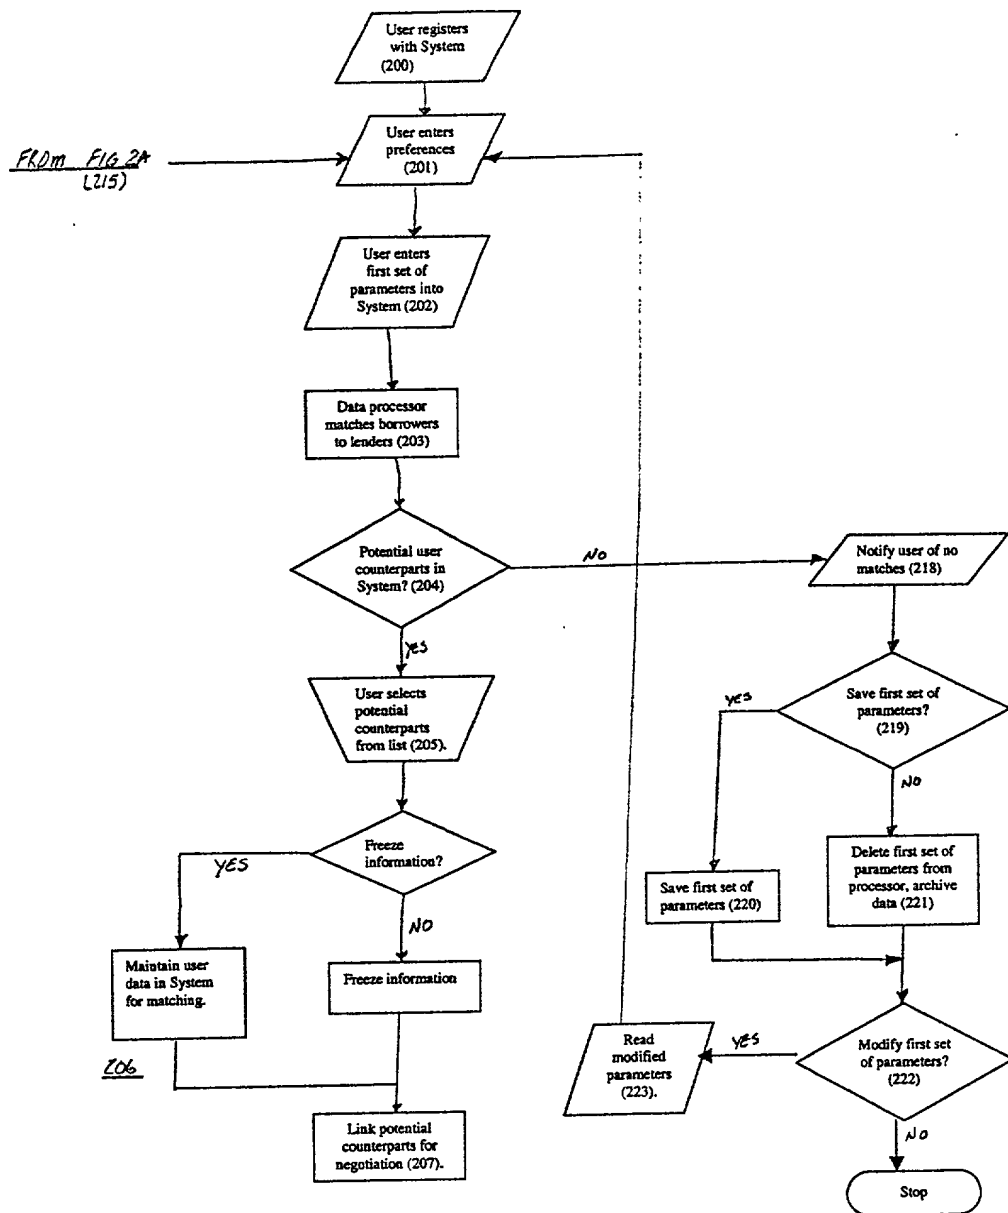 User registers
with System
(200)
FROM FIG 2A
(215)
User enters
preferences
(201)
User enters
first set of
parameters into
System (202)
Data processor
matches borrowers
to lenders (203)
Potential user
counterparts in
System? (204)
NO
Notify user of no
matches (218)
YES
User selects
potential
counterparts
from list (205).
YES
Save first set of
parameters?
(219)
NO
Freeze
information?
YES
NO
Save first set of
parameters (220)
Delete first set of
parameters from
processor, archive
data (221)
Maintain user
data in System
for matching.
Freeze information
206
Read
modified
parameters
(223).
YES
Modify first set
of parameters?
(222)
NO
Link potential
counterparts for
negotiation (207).
Stop